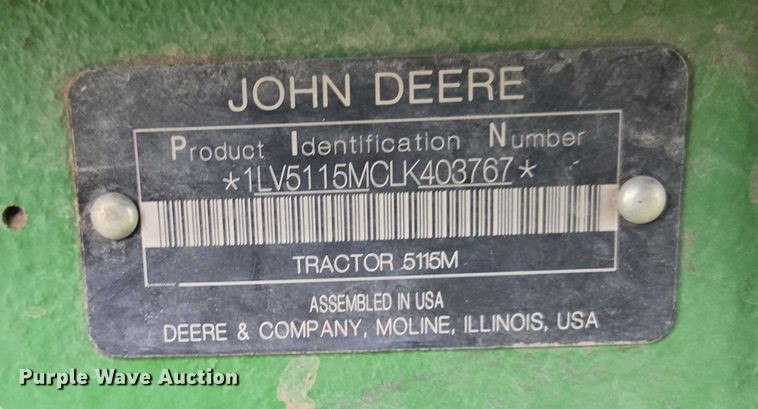 JOHN DEERE
Product Identification Number
*1LV5115MCLK403767*
TRACTOR 5115M
ASSEMBLED IN USA
DEERE & COMPANY, MOLINE, ILLINOIS, USA
Purple Wave Auction